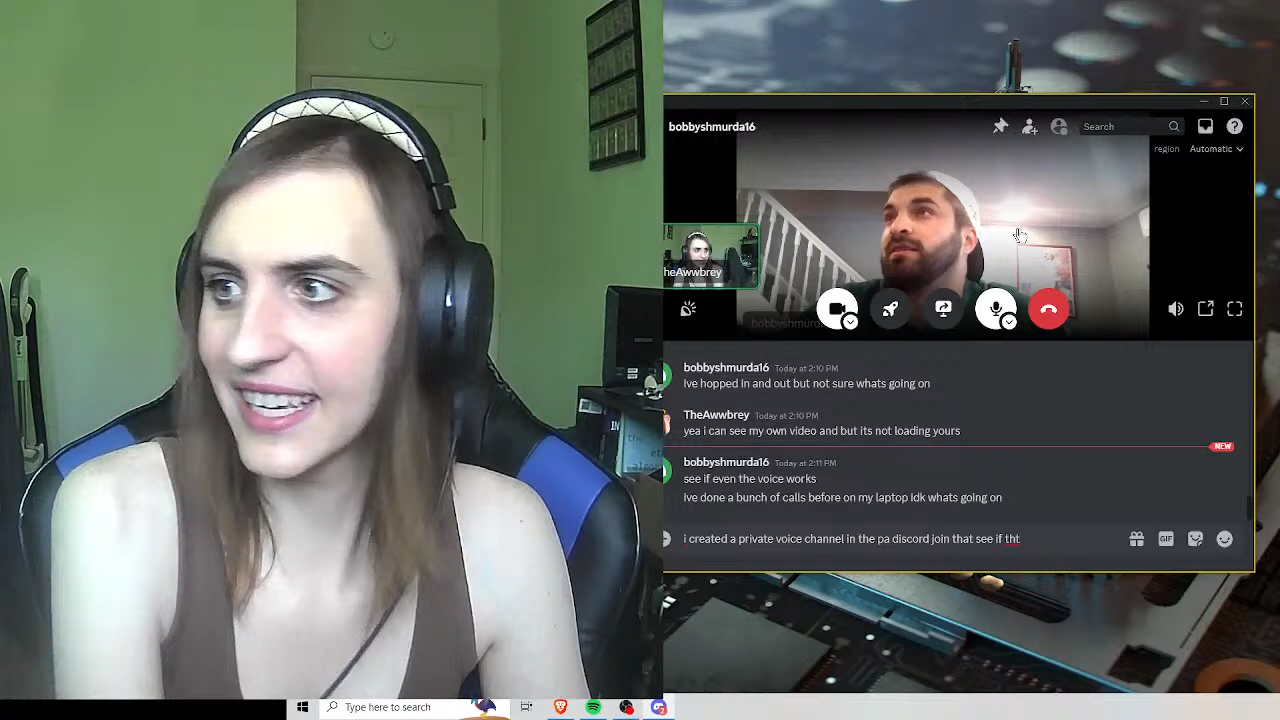 bobbyshmurda16
Search
region Automatic
heAwwbrey
bobbyshmurda
bobbyshmurda16 Today at 2:10 PM
Ive hopped in and out but not sure whats going on
TheAwwbrey Today at 2:10 PM
yea i can see my own video and but its not loading yours
NEW
bobbyshmurda16 Today at 2:11 PM
see if even the voice works
Ive done a bunch of calls before on my laptop idk whats going on
i created a private voice channel in the pa discord join that see if tht
GIF
Type here to search